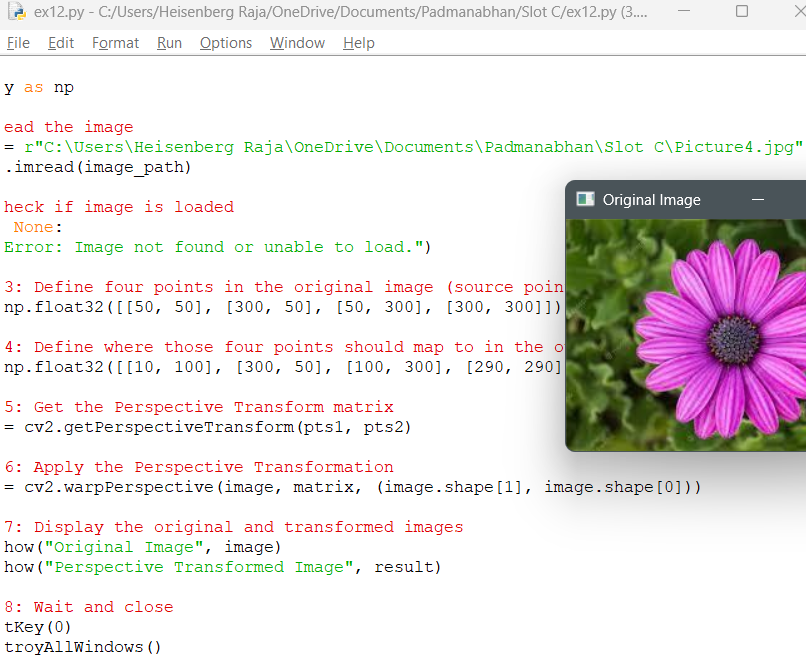 ex12.py - C:/Users/Heisenberg Raja/OneDrive/Documents/Padmanabhan/Slot C/ex12.py (3....
File Edit Format Run Options Window Help
y as np
ead the image
= r"C:\Users\Heisenberg Raja\OneDrive\Documents\Padmanabhan\Slot C\Picture4.jpg"
.imread(image_path)
heck if image is loaded
None:
Error: Image not found or unable to load.")
3: Define four points in the original image (source poin
np.float32([[50, 50], [300, 50], [50, 300], [300, 300]])
4: Define where those four points should map to in the o
np.float32([[10, 100], [300, 50], [100, 300], [290, 290]
5: Get the Perspective Transform matrix
= cv2.getPerspectiveTransform(pts1, pts2)
6: Apply the Perspective Transformation
= cv2.warpPerspective(image, matrix, (image.shape[1], image.shape[0]))
7: Display the original and transformed images
how("Original Image", image)
how("Perspective Transformed Image", result)
8: Wait and close
tKey(0)
troyAllWindows()
Original Image